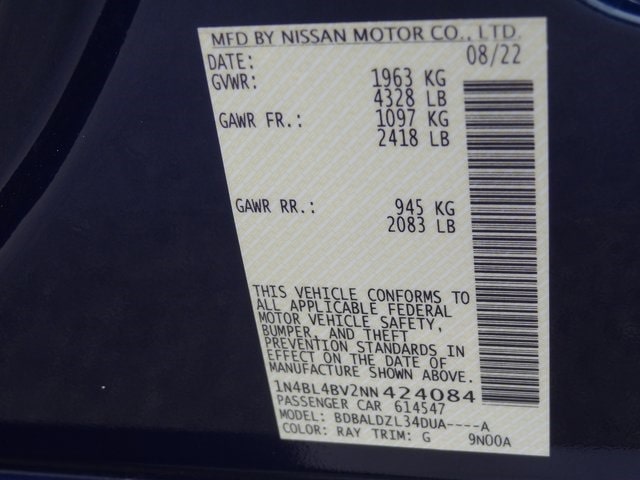 MFD BY NISSAN MOTOR CO., LTD.
DATE: 08/22
GVWR: 1963 KG
4328 LB
GAWR FR.: 1097 KG
2418 LB
GAWR RR.: 945 KG
2083 LB
THIS VEHICLE CONFORMS TO
ALL APPLICABLE FEDERAL
MOTOR VEHICLE SAFETY,
BUMPER, AND THEFT
PREVENTION STANDARDS IN
EFFECT ON THE DATE OF
MANUFACTURE SHOWN ABOVE.
1N4BL4BV2NN424084
PASSENGER CAR 614547
MODEL: BDBALDZL34DUA----A
COLOR: RAY TRIM: G 9N00A